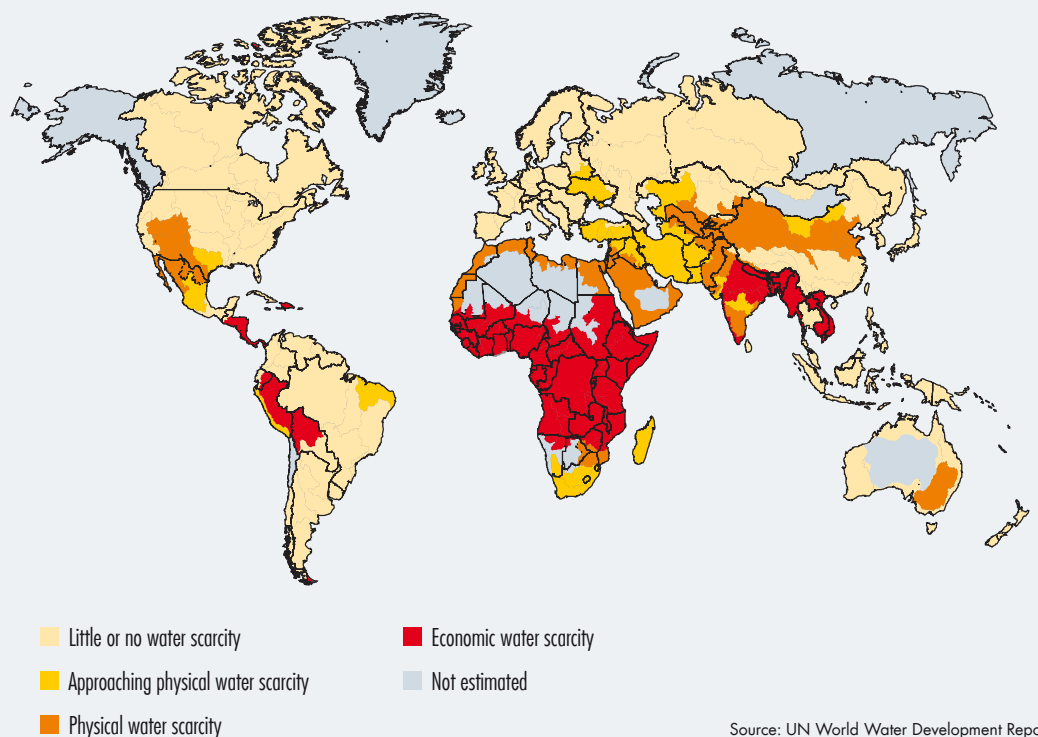 Little or no water scarcity
Approaching physical water scarcity
Physical water scarcity
Economic water scarcity
Not estimated
Source: UN World Water Development Repo